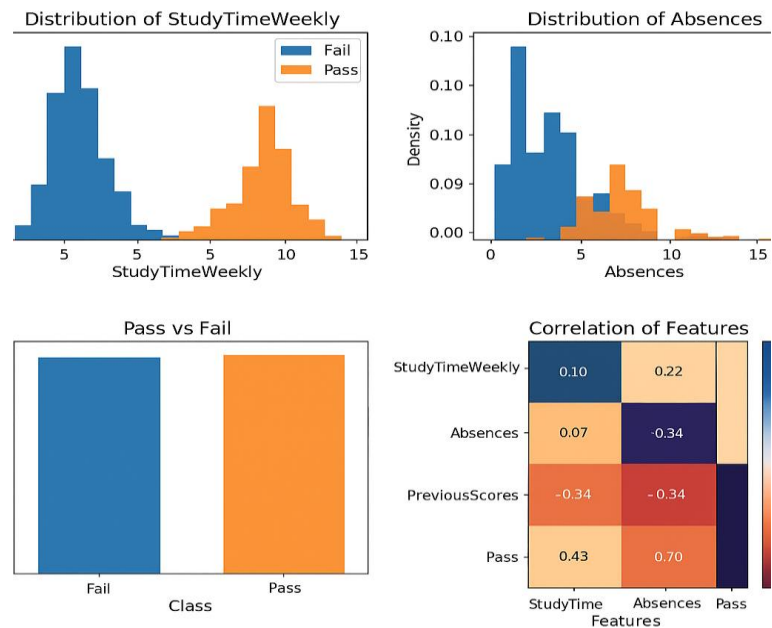 Distribution of StudyTimeWeekly
Fail
Pass
5 5 5 10 15
StudyTimeWeekly
Distribution of Absences
0.10
0.10
0.10
0.09
0.00
Density
0 5 10 15
Absences
Pass vs Fail
Fail Pass
Class
Correlation of Features
StudyTimeWeekly 0.10 0.22
Absences 0.07 -0.34
PreviousScores -0.34 -0.34
Pass 0.43 0.70
StudyTime Absences Pass
Features